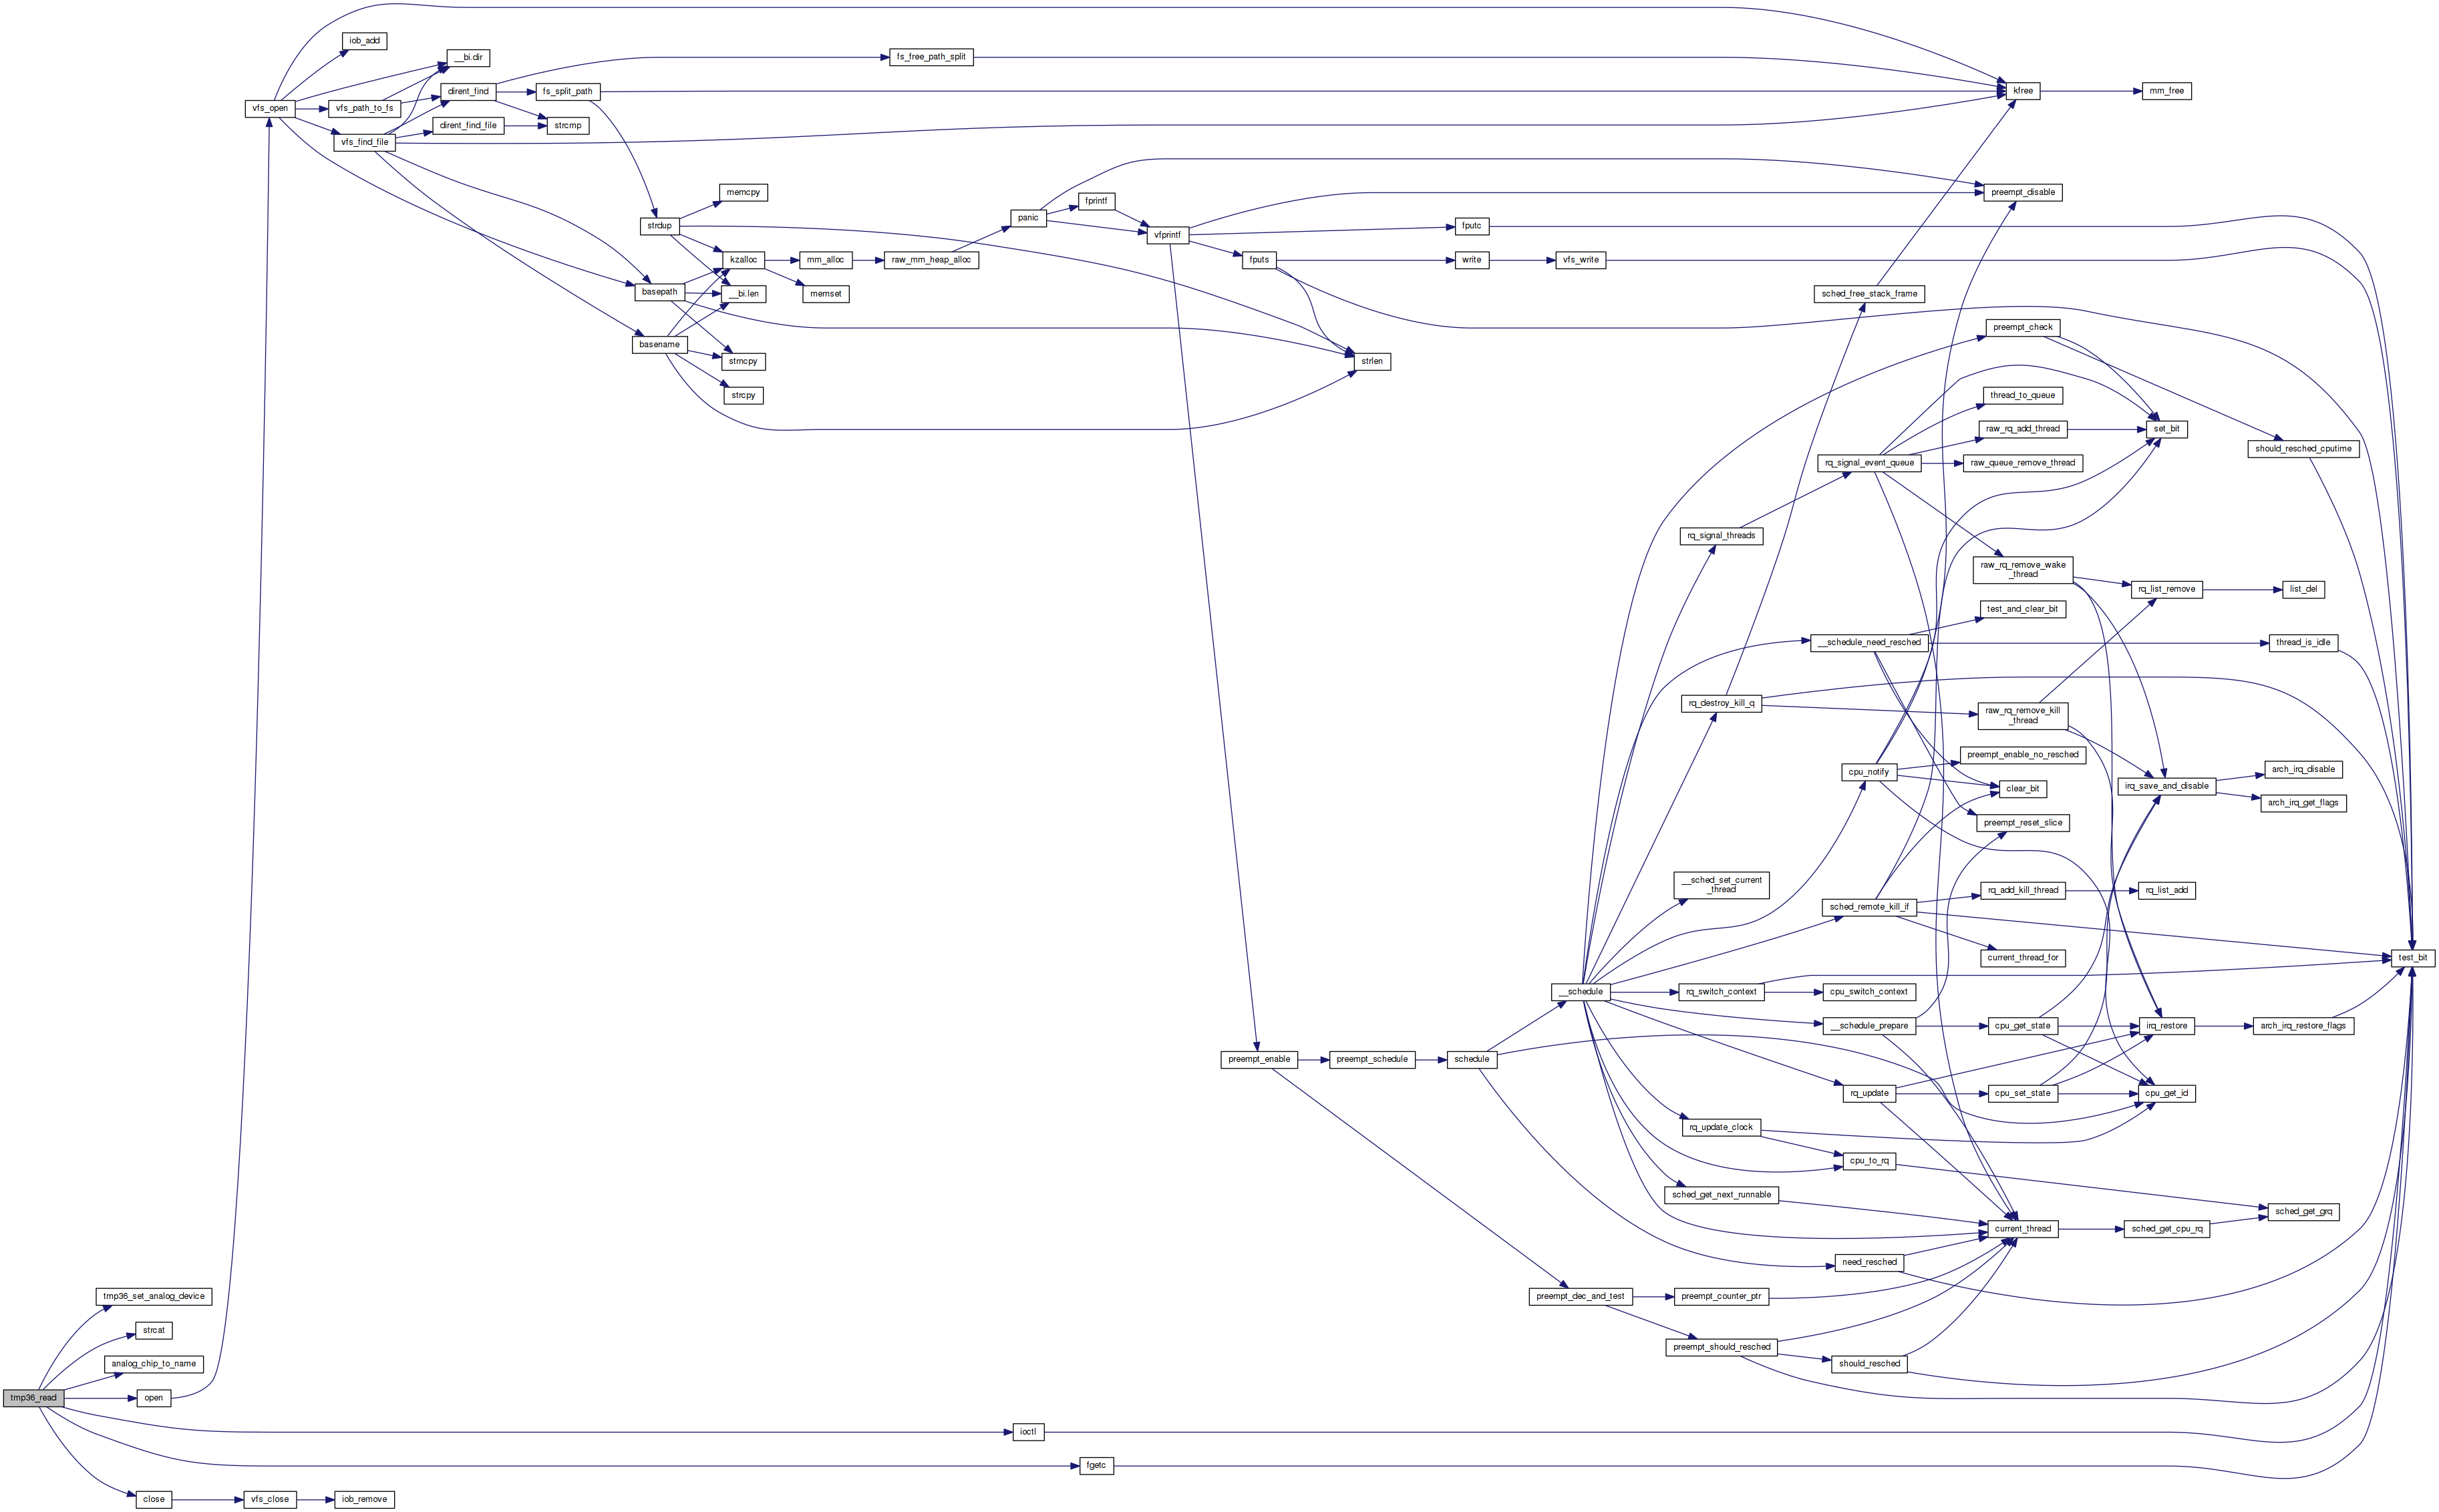 iob_add
__bi.dir
fs_free_path_split
vfs_open
vfs_path_to_fs
dirent_find
fs_split_path
kfree
mm_free
dirent_find_file
strcmp
vfs_find_file
memcpy
preempt_disable
fprintf
panic
strdup
vfprintf
fputc
kzalloc
mm_alloc
raw_mm_heap_alloc
fputs
write
vfs_write
basepath
__bi.len
memset
sched_free_stack_frame
preempt_check
basename
strncpy
strlen
strcpy
thread_to_queue
raw_rq_add_thread
set_bit
should_resched_cputime
rq_signal_event_queue
raw_queue_remove_thread
rq_signal_threads
raw_rq_remove_wake
_thread
rq_list_remove
list_del
test_and_clear_bit
__schedule_need_resched
thread_is_idle
rq_destroy_kill_q
raw_rq_remove_kill
_thread
preempt_enable_no_resched
cpu_notify
arch_irq_disable
clear_bit
irq_save_and_disable
arch_irq_get_flags
preempt_reset_slice
__sched_set_current
_thread
rq_add_kill_thread
rq_list_add
sched_remote_kill_if
current_thread_for
test_bit
__schedule
rq_switch_context
cpu_switch_context
__schedule_prepare
cpu_get_state
irq_restore
arch_irq_restore_flags
preempt_enable
preempt_schedule
schedule
rq_update
cpu_set_state
cpu_get_id
rq_update_clock
cpu_to_rq
sched_get_next_runnable
sched_get_grq
current_thread
sched_get_cpu_rq
need_resched
tmp36_set_analog_device
preempt_dec_and_test
preempt_counter_ptr
strcat
preempt_should_resched
analog_chip_to_name
should_resched
tmp36_read
open
ioctl
fgetc
close
vfs_close
iob_remove